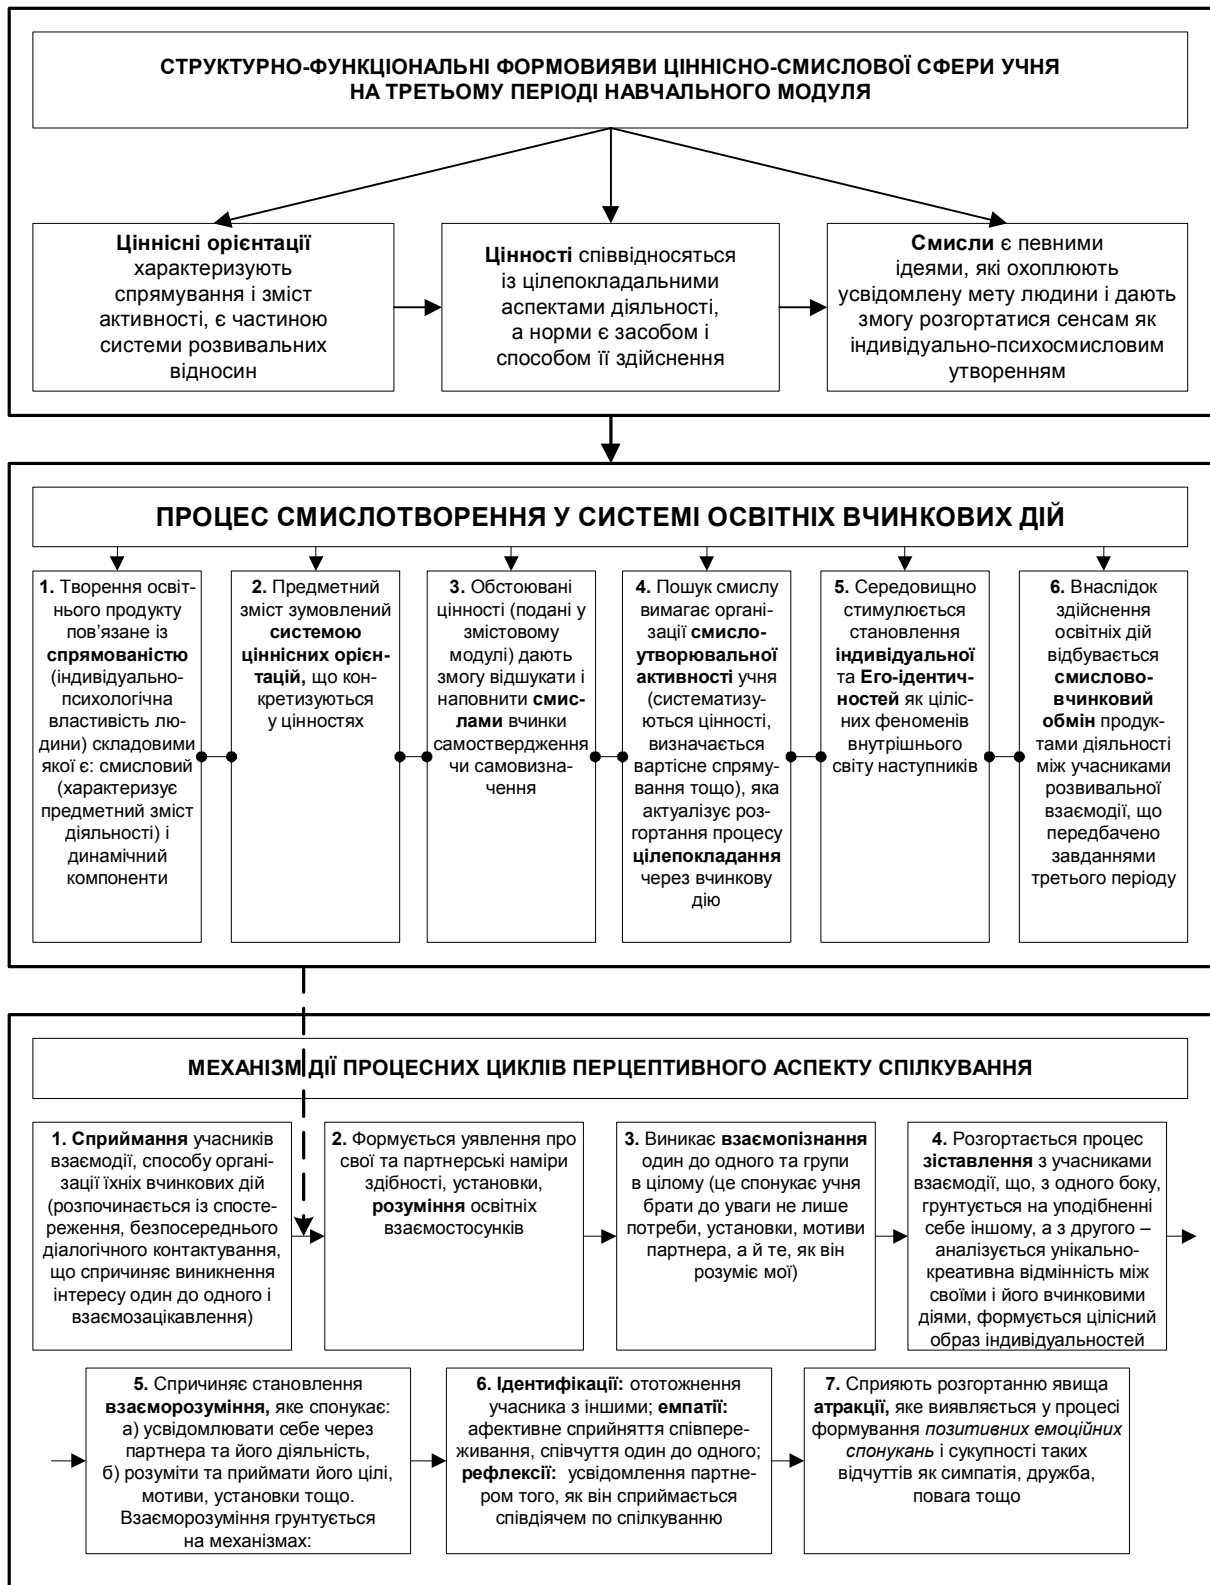 СТРУКТУРНО-ФУНКЦІОНАЛЬНІ ФОРМОВИЯВИ ЦІННІСНО-СМИСЛОВОЇ СФЕРИ УЧНЯ
НА ТРЕТЬОМУ ПЕРІОДІ НАВЧАЛЬНОГО МОДУЛЯ
Ціннісні орієнтації
характеризують
спрямування і зміст
активності, є частиною
системи розвивальних
відносин
Цінності співвідносяться
із цілепокладальними
аспектами діяльності,
а норми є засобом і
способом її здійснення
Смисли є певними
ідеями, які охоплюють
усвідомлену мету людини і дають
змогу розгортатися сенсам як
індивідуально-психосмисловим
утворенням
ПРОЦЕС СМИСЛОТВОРЕННЯ У СИСТЕМІ ОСВІТНІХ ВЧИНКОВИХ ДІЙ
1. Творення освіт-
нього продукту
пов’язане із
спрямованістю
(індивідуально-
психологічна
властивість лю-
дини) складовими
якої є: смисловий
(характеризує
предметний зміст
діяльності) і
динамічний
компоненти
2. Предметний
зміст зумовлений
системою
ціннісних орієн-
тацій, що кон-
кретизуються
у цінностях
3. Обстоювані
цінності (подані у
змістовому
модулі) дають
змогу відшукати і
наповнити смис-
лами вчинки
самоствердження
чи самовизна-
чення
4. Пошук смислу
вимагає органі-
зації смисло-
утворювальної
активності учня
(систематизу-
ються цінності,
визначається
вартісне спряму-
вання тощо), яка
актуалізує роз-
гортання процесу
цілепокладання
через вчинкову
дію
5. Середовищно
стимулюється
становлення
індивідуальної
та Его-ідентич-
ностей як ціліс-
них феноменів
внутрішнього
світу наступників
6. Внаслідок
здійснення
освітніх дій
відбувається
смислово-
вчинковий
обмін продук-
тами діяльності
між учасниками
розвивальної
взаємодії, що
передбачено
завданнями
третього періоду
МЕХАНІЗМ ДІЇ ПРОЦЕСНИХ ЦИКЛІВ ПЕРЦЕПТИВНОГО АСПЕКТУ СПІЛКУВАННЯ
1. Сприймання учасників
взаємодії, способу органі-
зації їхніх вчинкових дій
(розпочинається із спосте-
реження, безпосереднього
діалогічного контактування,
що спричиняє виникнення
інтересу один до одного і
взаємозацікавлення)
2. Формується уявлення про
свої та партнерські наміри
здібності, установки,
розуміння освітніх
взаємостосунків
3. Виникає взаємопізнання
один до одного та групи
в цілому (це спонукає учня
брати до уваги не лише
потреби, установки, мотиви
партнера, а й те, як він
розуміє мої)
4. Розгортається процес
зіставлення з учасниками
взаємодії, що, з одного боку,
грунтується на уподібненні
себе іншому, а з другого –
аналізується унікально-
креативна відмінність між
своїми і його вчинковими
діями, формується цілісний
образ індивідуальностей
5. Спричиняє становлення
взаєморозуміння, яке спонукає:
а) усвідомлювати себе через
партнера та його діяльність,
б) розуміти та приймати його цілі,
мотиви, установки тощо.
Взаєморозуміння грунтується
на механізмах:
6. Ідентифікації: ототожнення
учасника з іншими; емпатії:
афективне сприйняття співпере-
живання, співчуття один до одного;
рефлексії: усвідомлення партне-
ром того, як він сприймається
співдіячем по спілкуванню
7. Сприяють розгортанню явища
атракції, яке виявляється у процесі
формування позитивних емоційних
спонукань і сукупності таких
відчуттів як симпатія, дружба,
повага тощо